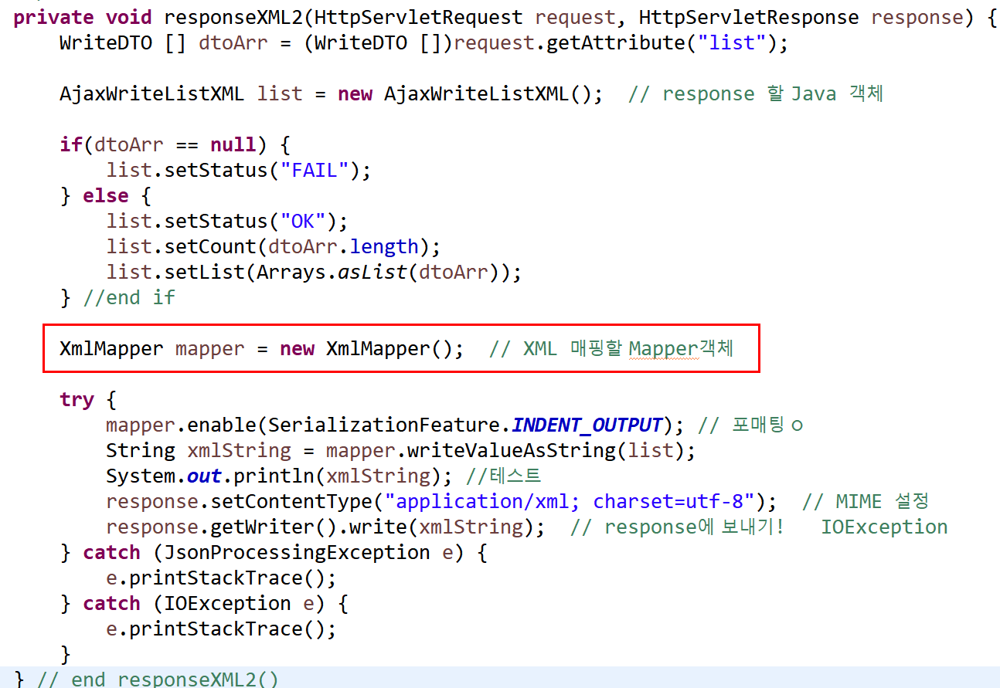 private void responseXML2(HttpServletRequest request, HttpServletResponse response) {
WriteDTO [] dtoArr = (WriteDTO [])request.getAttribute("list");
AjaxWriteListXML list = new AjaxWriteListXML();  // response 할 Java 객체
if(dtoArr == null) {
list.setStatus("FAIL");
} else {
list.setStatus("OK");
list.setCount(dtoArr.length);
list.setList(Arrays.asList(dtoArr));
} //end if
XmlMapper mapper = new XmlMapper();  // XML 매핑할 Mapper객체
try {
mapper.enable(SerializationFeature.INDENT_OUTPUT); // 포매팅 ㅇ
String xmlString = mapper.writeValueAsString(list);
System.out.println(xmlString); //테스트
response.setContentType("application/xml; charset=utf-8");  // MIME 설정
response.getWriter().write(xmlString);  // response에 보내기!   IOException
} catch (JsonProcessingException e) {
e.printStackTrace();
} catch (IOException e) {
e.printStackTrace();
}
} // end responseXML2()